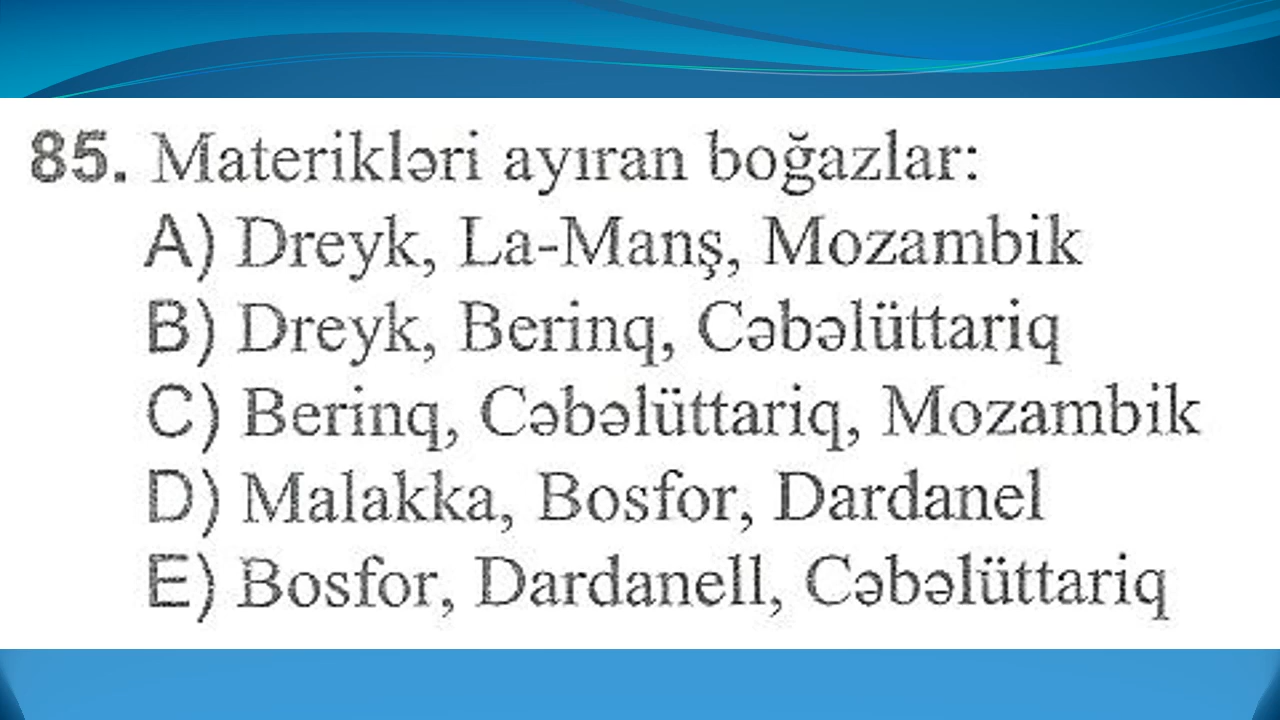 85. Materikləri ayıran boğazlar:
A) Dreyk, La-Manş, Mozambik
B) Dreyk, Berinq, Cəbəlüttariq
C) Berinq, Cəbəlüttariq, Mozambik
D) Malakka, Bosfor, Dardanel
E) Bosfor, Dardanell, Cəbəlüttariq